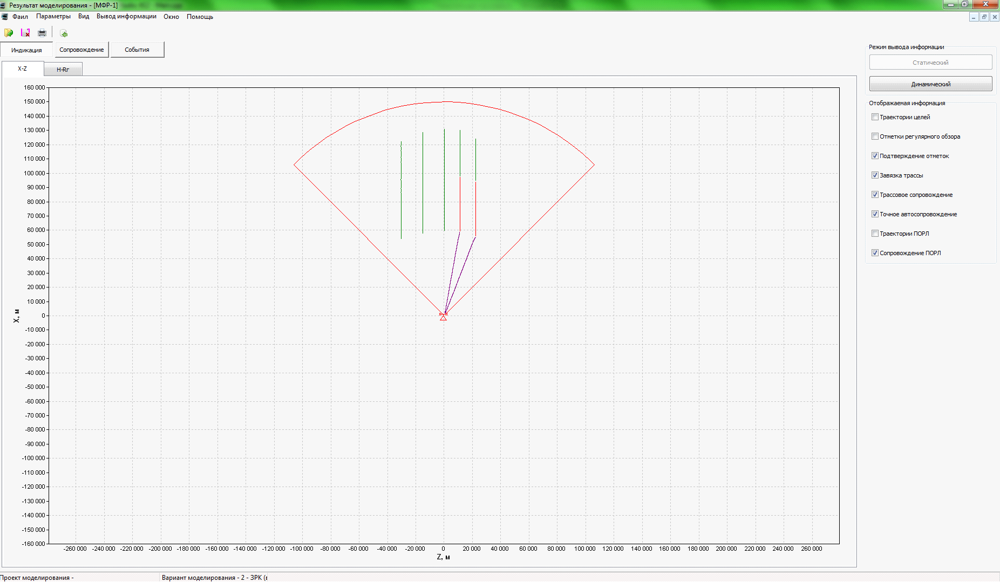 Результат моделирования - [МФР-1]
Фаил Параметры Вид Вывод информации Окно Помощь
Индикация Сопровождение События
X-Z H-Rг
Режим вывода информации
Статический
Динамический
Отображаемая информация
Траектории целей
Отметки регулярного обзора
Подтверждение отметок
Завязка трассы
Трассовое сопровождение
Точное автосопровождение
Траектории ПОРЛ
Сопровождение ПОРЛ
X, м
160 000
150 000
140 000
130 000
120 000
110 000
100 000
90 000
80 000
70 000
60 000
50 000
40 000
30 000
20 000
10 000
0
-10 000
-20 000
-30 000
-40 000
-50 000
-60 000
-70 000
-80 000
-90 000
-100 000
-110 000
-120 000
-130 000
-140 000
-150 000
-160 000
-260 000 -240 000 -220 000 -200 000 -180 000 -160 000 -140 000 -120 000 -100 000 -80 000 -60 000 -40 000 -20 000 0 20 000 40 000 60 000 80 000 100 000 120 000 140 000 160 000 180 000 200 000 220 000 240 000 260 000
Z, м
Проект моделирования - Вариант моделирования - 2 - ЗРК (в